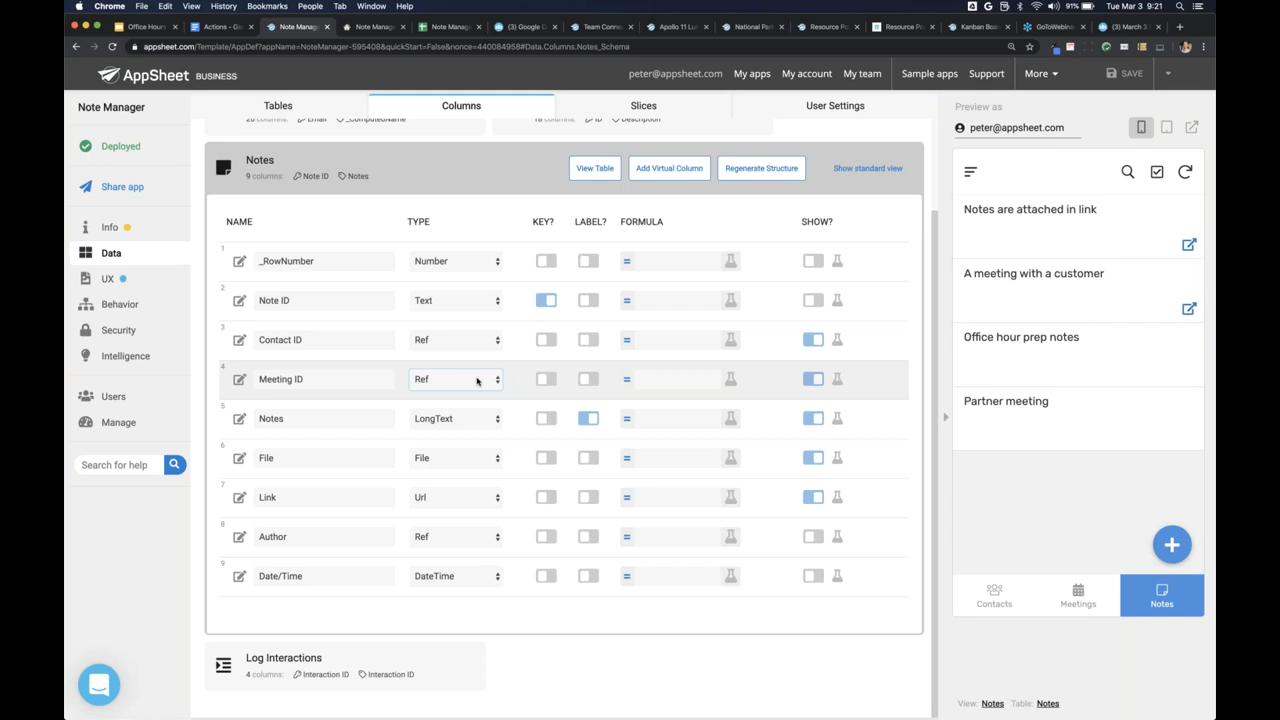 Chrome File Edit View History Bookmarks People Tab Window Help 91% Tue Mar 3 9:21
Office Hours Actions – Go Note Mana Note Manag Note Manag (3) Google D Team Conne Apollo 11 Lu National Par Resource Po Resource Po Kanban Boa GoToWebin (3) March 3
appsheet.com/Template/AppDef?appName=NoteManager-595408&quickStart=False&nonce=440084958#Data.Columns.Notes_Schema
AppSheet BUSINESS peter@appsheet.com My apps My account My team Sample apps Support More SAVE
Note Manager
Deployed
Share app
Info
Data
UX
Behavior
Security
Intelligence
Users
Manage
Search for help
Tables Columns Slices User Settings
20 columns: Email _ComputedName ID Description
Notes
9 columns: Note ID Notes
View Table Add Virtual Column Regenerate Structure Show standard view
NAME TYPE KEY? LABEL? FORMULA SHOW?
1 _RowNumber Number =
2 Note ID Text =
3 Contact ID Ref =
4 Meeting ID Ref =
5 Notes LongText =
6 File File =
7 Link Url =
8 Author Ref =
9 Date/Time DateTime =
Log Interactions
4 columns: Interaction ID Interaction ID
Preview as
peter@appsheet.com
Notes are attached in link
A meeting with a customer
Office hour prep notes
Partner meeting
Contacts Meetings Notes
View: Notes Table: Notes